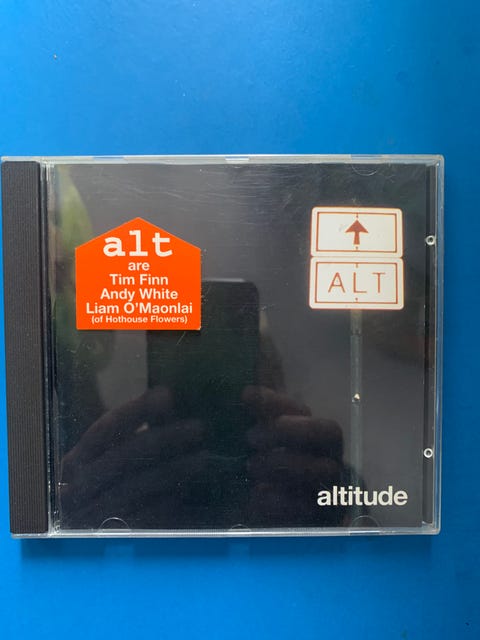 alt
are
Tim Finn
Andy White
Liam O'Maonlai
(of Hothouse Flowers)
ALT
altitude